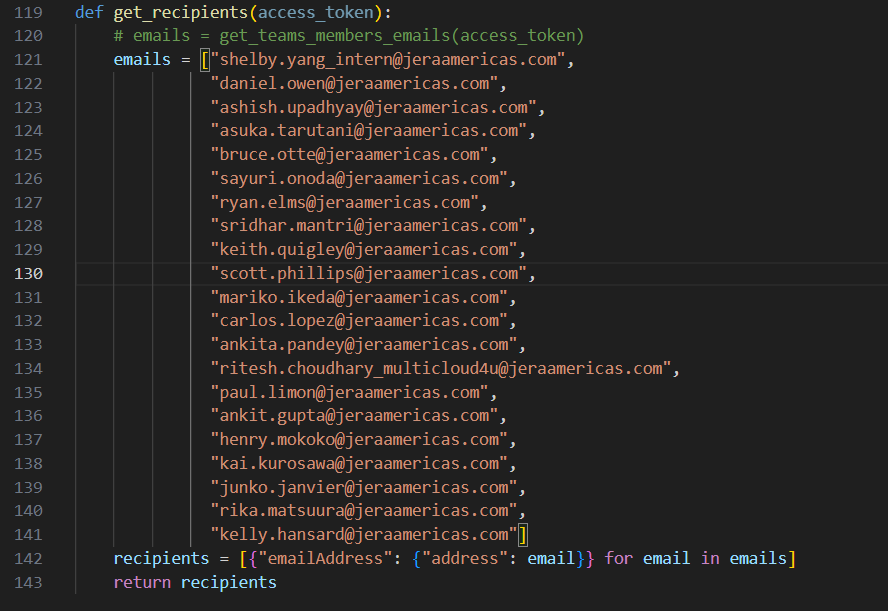 119 def get_recipients(access_token):
120 # emails = get_teams_members_emails(access_token)
121 emails = ["shelby.yang_intern@jeraamericas.com",
122 "daniel.owen@jeraamericas.com",
123 "ashish.upadhyay@jeraamericas.com",
124 "asuka.tarutani@jeraamericas.com",
125 "bruce.otte@jeraamericas.com",
126 "sayuri.onoda@jeraamericas.com",
127 "ryan.elms@jeraamericas.com",
128 "sridhar.mantri@jeraamericas.com",
129 "keith.quigley@jeraamericas.com",
130 "scott.phillips@jeraamericas.com",
131 "mariko.ikeda@jeraamericas.com",
132 "carlos.lopez@jeraamericas.com",
133 "ankita.pandey@jeraamericas.com",
134 "ritesh.choudhary_multicloud4u@jeraamericas.com",
135 "paul.limon@jeraamericas.com",
136 "ankit.gupta@jeraamericas.com",
137 "henry.mokoko@jeraamericas.com",
138 "kai.kurosawa@jeraamericas.com",
139 "junko.janvier@jeraamericas.com",
140 "rika.matsuura@jeraamericas.com",
141 "kelly.hansard@jeraamericas.com"]
142 recipients = [{"emailAddress": {"address": email}} for email in emails]
143 return recipients